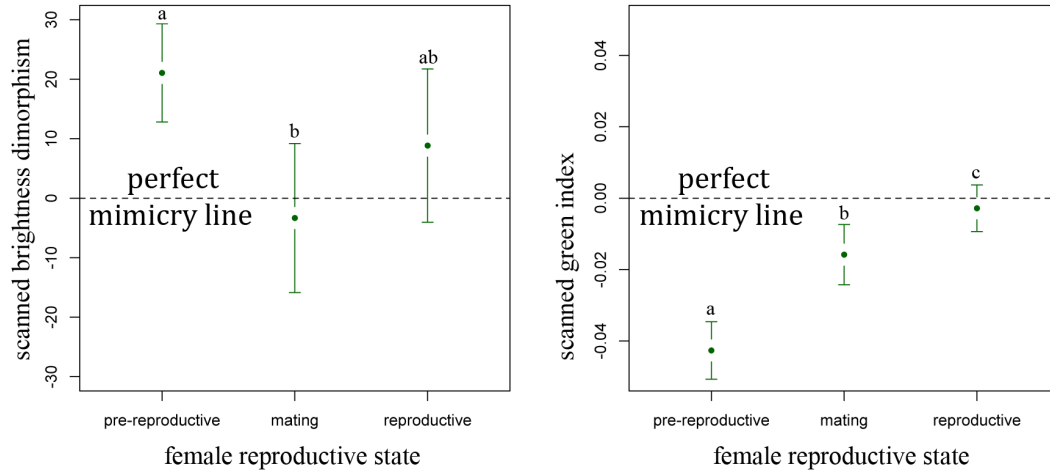 scanned brightness dimorphism
30
20
10
0
-10
-20
-30
a
b
ab
perfect
mimicry line
pre-reproductive
mating
reproductive
female reproductive state
scanned green index
0.04
0.02
0.00
-0.02
-0.04
a
b
c
perfect
mimicry line
pre-reproductive
mating
reproductive
female reproductive state